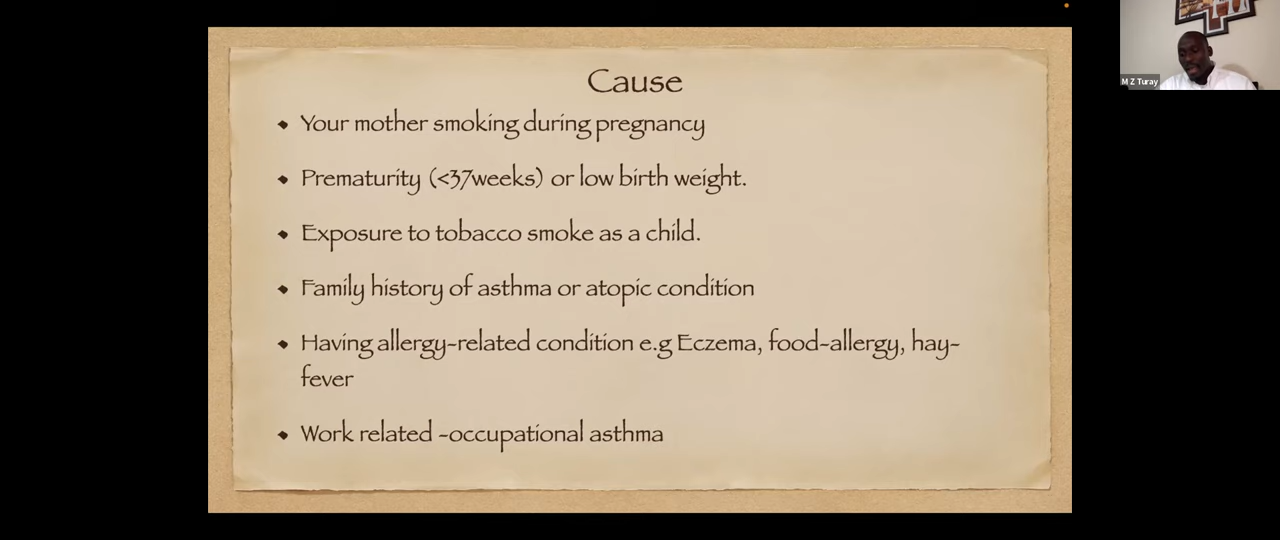 Cause
Your mother smoking during pregnancy
Prematurity (<37weeks) or low birth weight.
Exposure to tobacco smoke as a child.
Family history of asthma or atopic condition
Having allergy-related condition e.g Eczema, food-allergy, hay-
fever
Work related -occupational asthma
M Z Turay